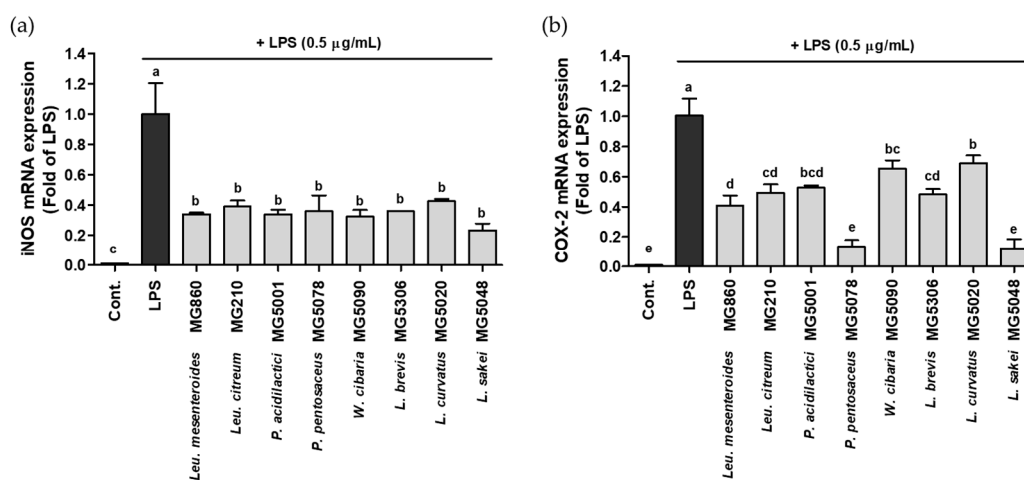 (a)
+ LPS (0.5 µg/mL)
iNOS mRNA expression
(Fold of LPS)
1.4
1.2
1.0
0.8
0.6
0.4
0.2
0.0
c
a
b
b
b
b
b
b
b
b
Cont.
LPS
Leu. mesenteroides MG860
Leu. citreum MG210
P. acidilactici MG5001
P. pentosaceus MG5078
W. cibaria MG5090
L. brevis MG5306
L. curvatus MG5020
L. sakei MG5048
(b)
+ LPS (0.5 µg/mL)
COX-2 mRNA expression
(Fold of LPS)
1.4
1.2
1.0
0.8
0.6
0.4
0.2
0.0
e
a
d
cd
bcd
e
bc
cd
b
e
Cont.
LPS
Leu. mesenteroides MG860
Leu. citreum MG210
P. acidilactici MG5001
P. pentosaceus MG5078
W. cibaria MG5090
L. brevis MG5306
L. curvatus MG5020
L. sakei MG5048